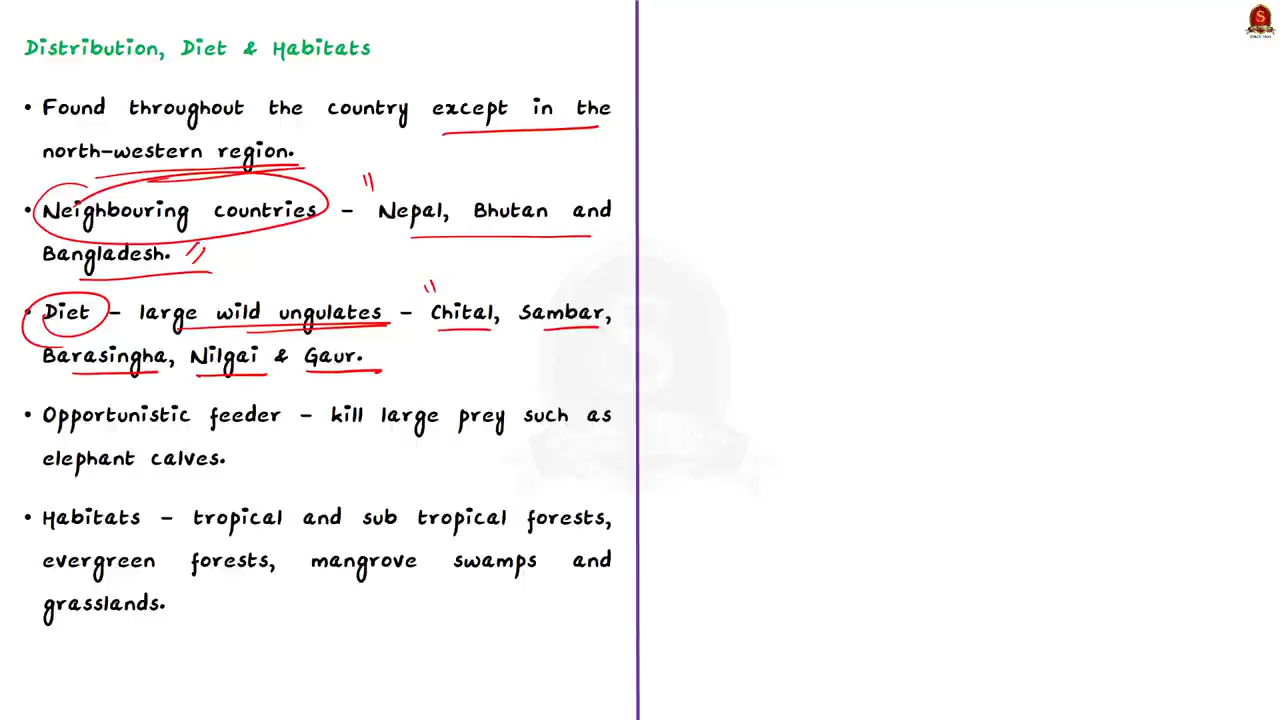 Distribution, Diet & Habitats
• Found throughout the country except in the
north-western region.
• Neighbouring countries - Nepal, Bhutan and
Bangladesh.
• Diet - large wild ungulates - Chital, Sambar,
Barasingha, Nilgai & Gaur.
• Opportunistic feeder - kill large prey such as
elephant calves.
• Habitats - tropical and sub tropical forests,
evergreen forests, mangrove swamps and
grasslands.